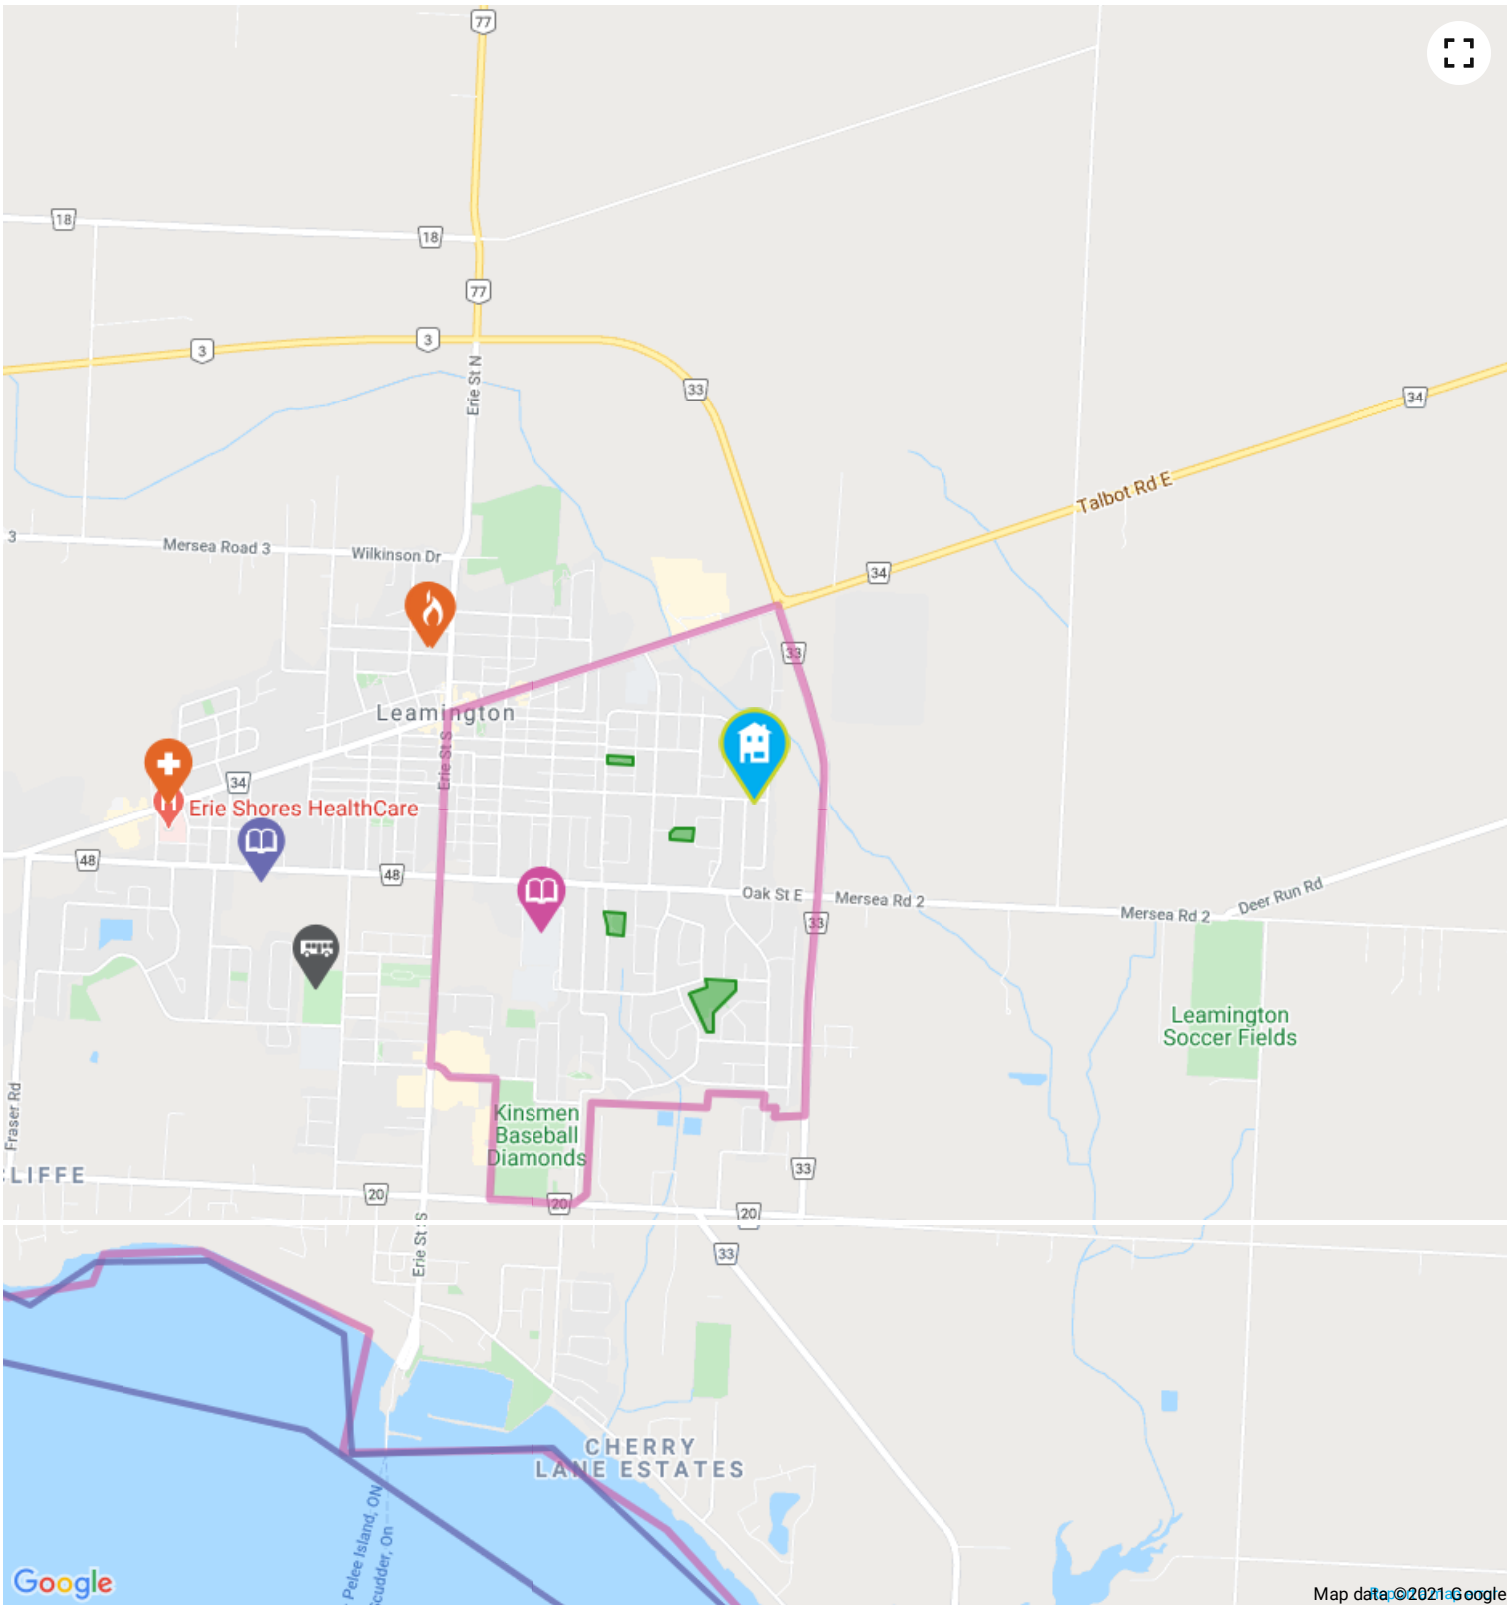 77
18
18
77
3
3
Erie St N
33
34
Talbot Rd E
3
Mersea Road 3
Wilkinson Dr
34
33
Leamington
Erie St S
34
Erie Shores HealthCare
48
48
Oak St E
Mersea Rd 2
Mersea Rd 2
Deer Run Rd
33
Leamington
Soccer Fields
Fraser Rd
Kinsmen
Baseball
Diamonds
CLIFFE
20
20
33
20
Erie St S
33
CHERRY
LANE ESTATES
Pelee Island, ON
Scudder, On
Google
Map data ©2021 Google